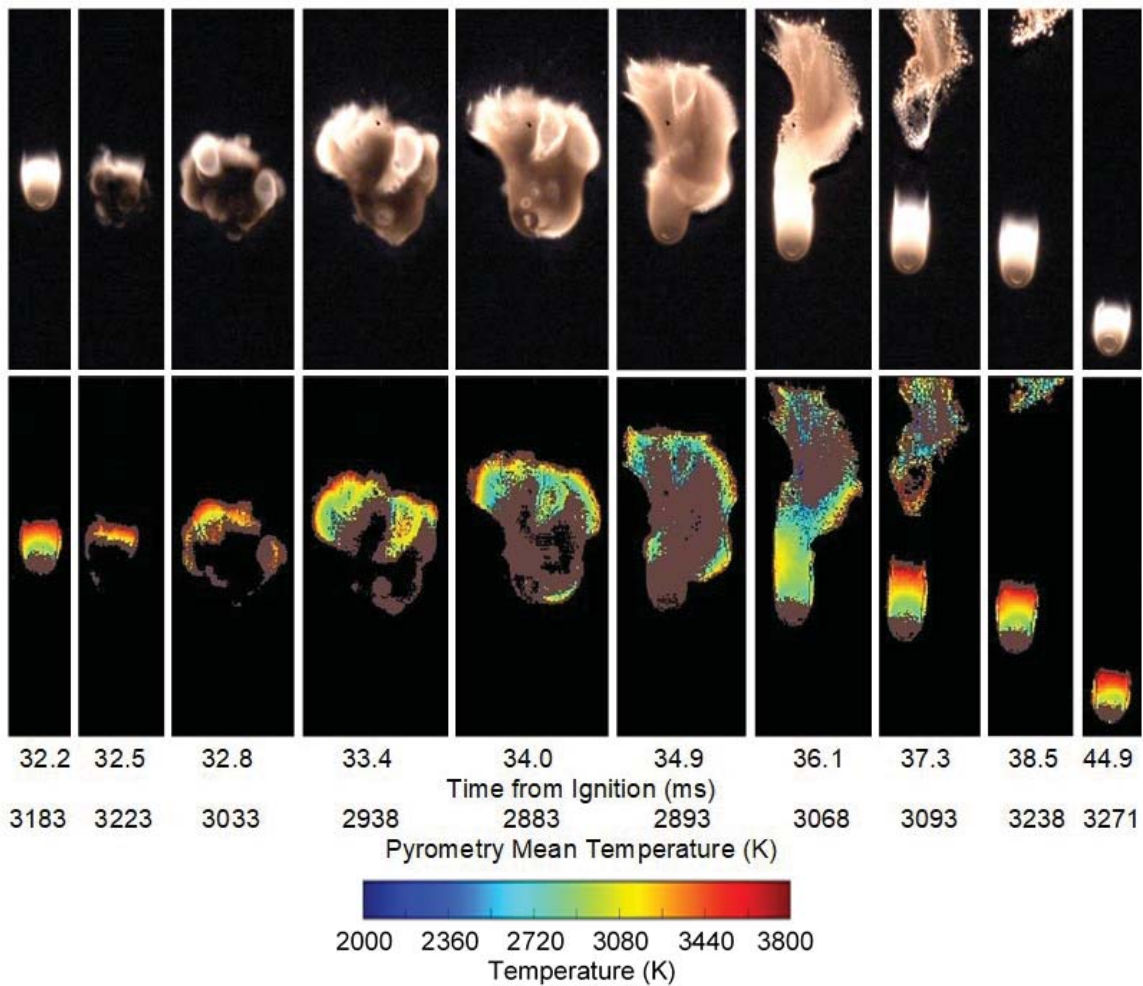 32.2 32.5 32.8 33.4 34.0 34.9 36.1 37.3 38.5 44.9
Time from Ignition (ms)
3183 3223 3033 2938 2883 2893 3068 3093 3238 3271
Pyrometry Mean Temperature (K)
2000 2360 2720 3080 3440 3800
Temperature (K)